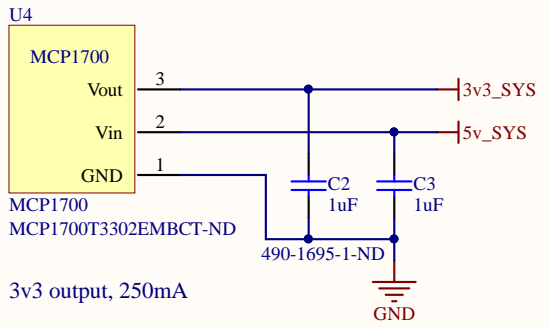 U4
MCP1700
Vout 3 3v3_SYS
Vin 2 5v_SYS
GND 1
C2 C3
1uF 1uF
MCP1700
MCP1700T3302EMBCT-ND
490-1695-1-ND
3v3 output, 250mA
GND